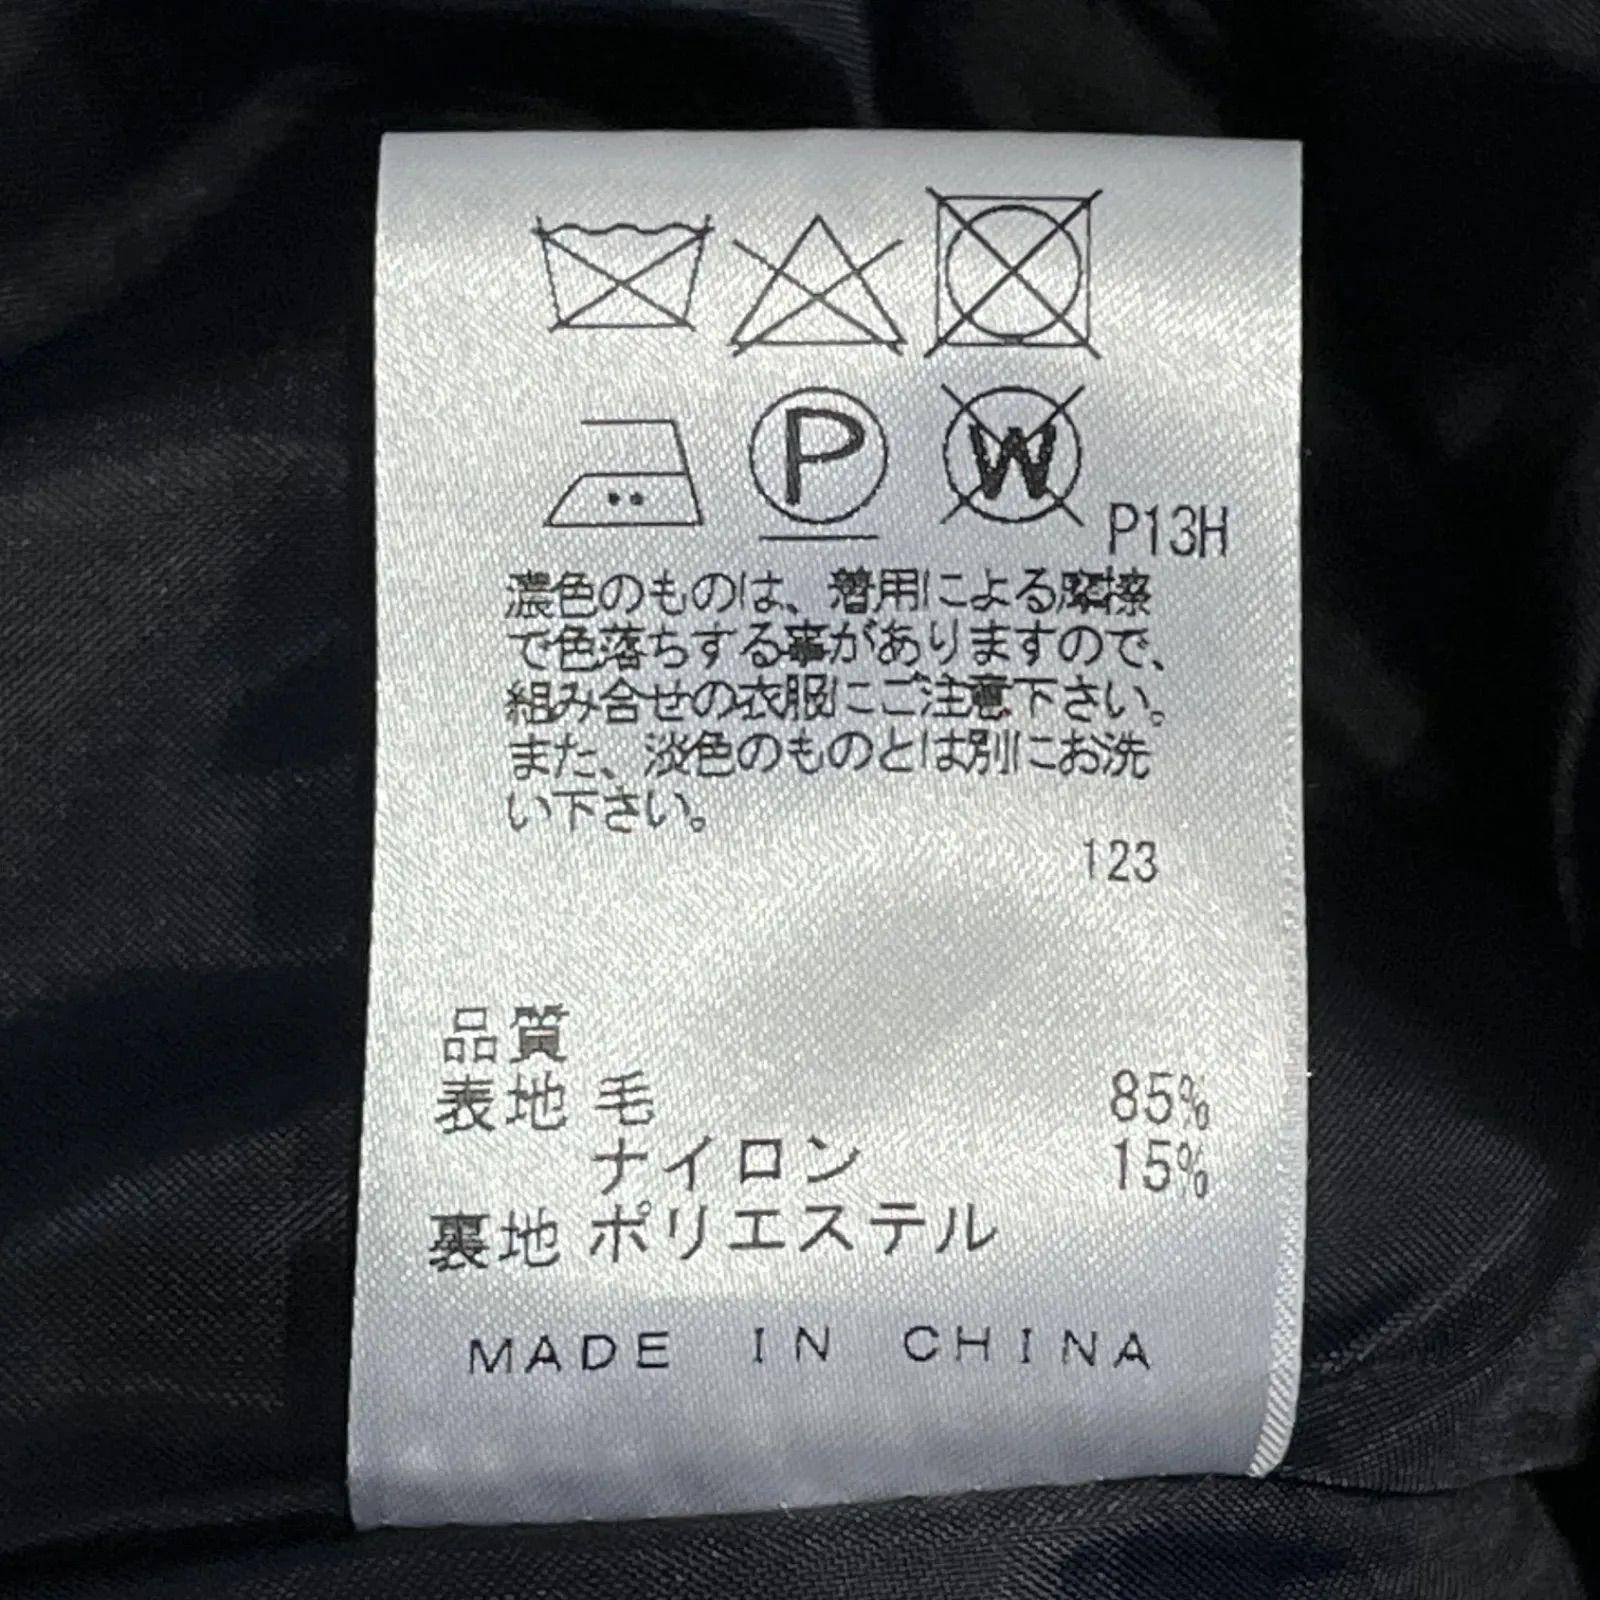 P
W
P13H
濃色のものは、着用による摩擦
で色落ちする事がありますので、
組み合せの衣服にご注意下さい。
また、淡色のものとは別にお洗
い下さい。
123
品質
表地 毛 85%
ナイロン 15%
裏地 ポリエステル
MADE IN CHINA